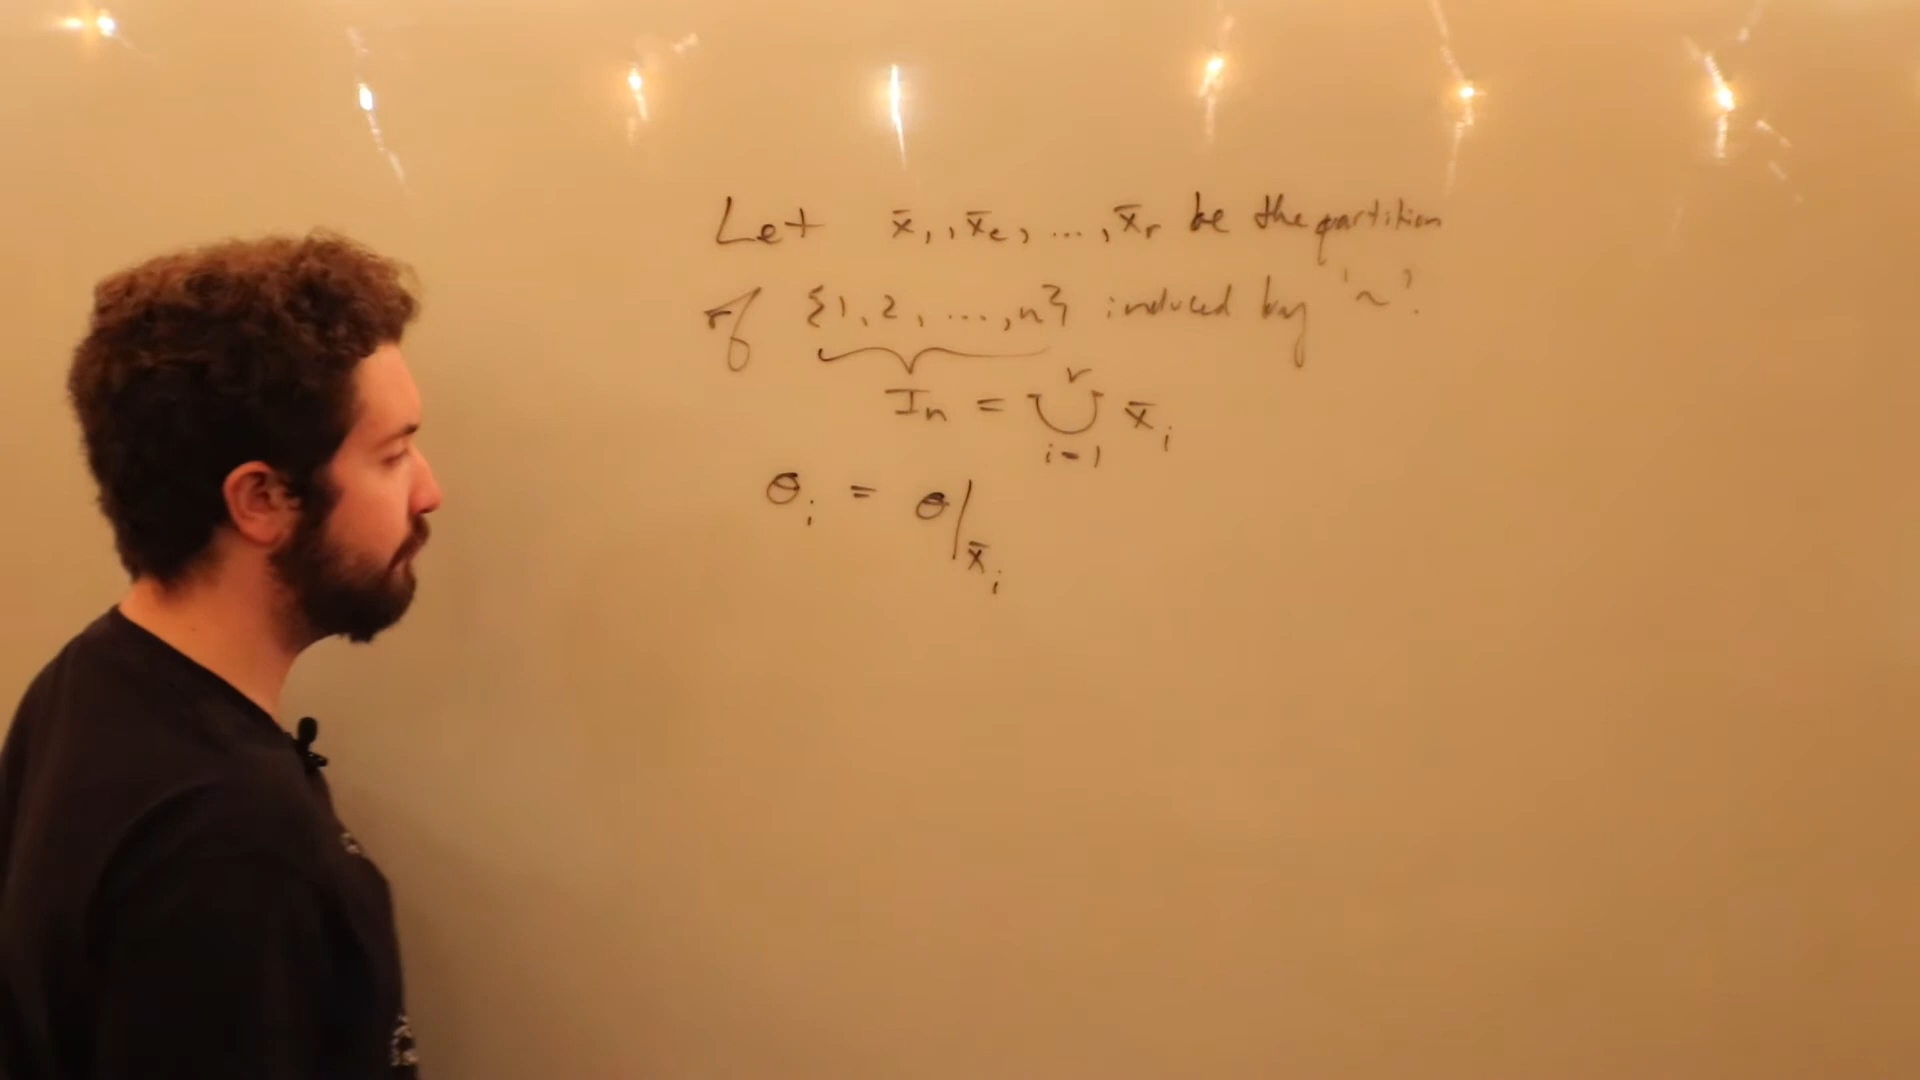 Let x̄₁, x̄₂, ..., x̄ᵣ be the partition
of {1, 2, ..., n} induced by '~'.
Iₙ = ⋃ᵢ₌₁ʳ x̄ᵢ
θᵢ = θ|x̄ᵢ